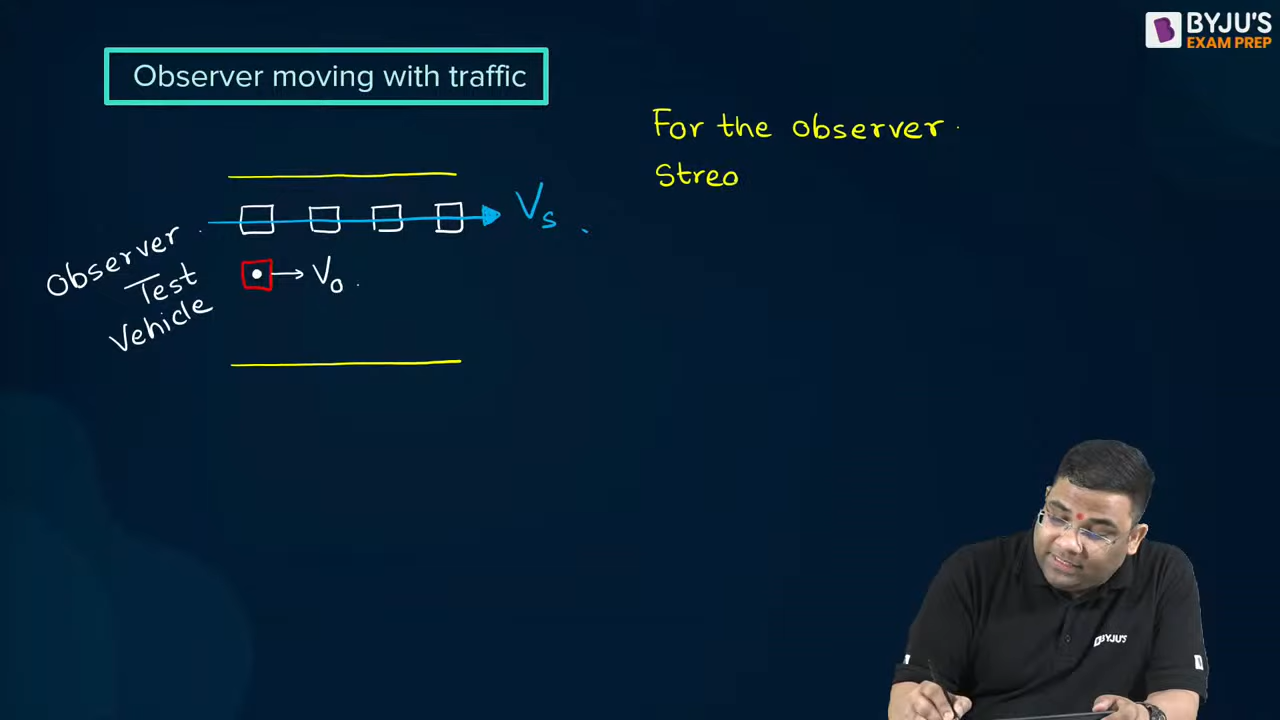 BYJU'S
EXAM PREP
Observer moving with traffic
For the observer.
Streo
Vs
Observer
Test
Vehicle
Vo
BYJU'S